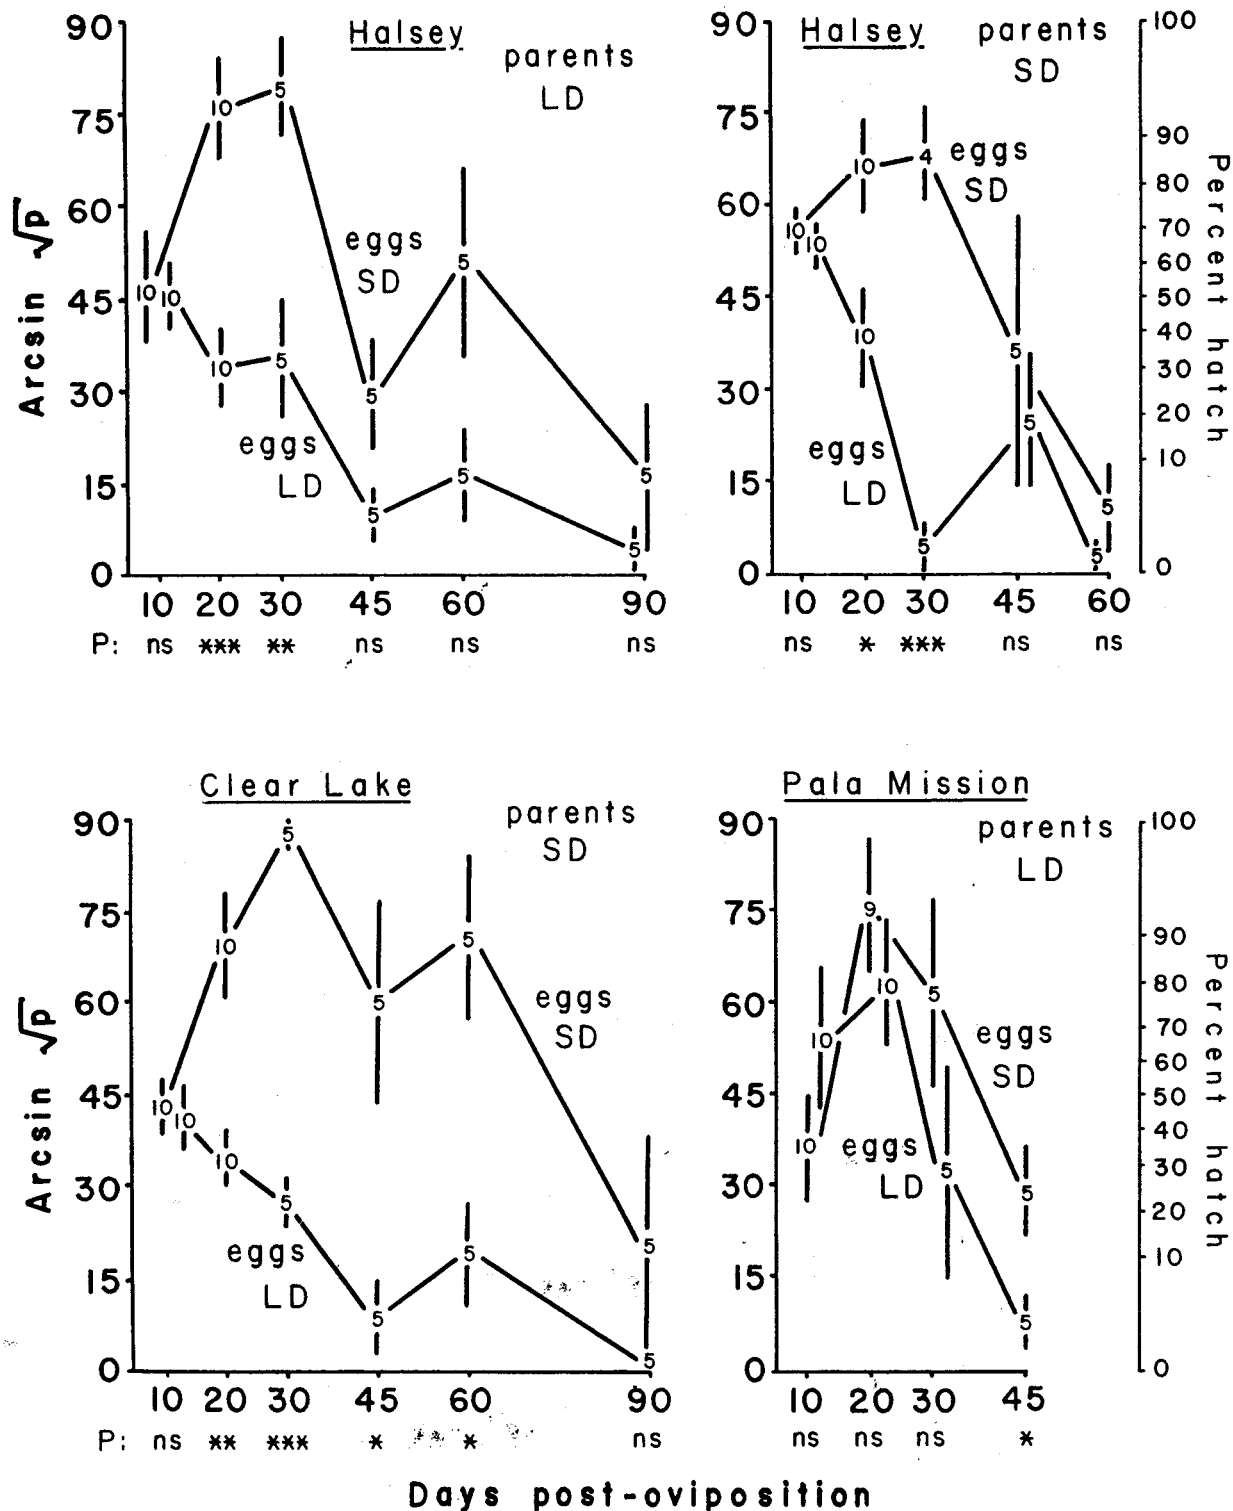 Halsey
parents
LD
Arcsin √p
90
75
60
45
30
15
0
10
10
10
10
5
5
5
5
5
5
5
5
eggs
SD
eggs
LD
10 20 30 45 60 90
P: ns *** ** ns ns ns
Halsey
parents
SD
90
75
60
45
30
15
0
10
10
10
10
4
5
5
5
5
5
eggs
SD
eggs
LD
10 20 30 45 60
ns * *** ns ns
100
90
80
70
60
50
40
30
20
10
0
Percent hatch
Clear Lake
parents
SD
Arcsin √p
90
75
60
45
30
15
0
10
10
10
10
5
5
5
5
5
5
5
5
eggs
SD
eggs
LD
10 20 30 45 60 90
P: ns ** *** * * ns
Pala Mission
parents
LD
90
75
60
45
30
15
0
10
10
9
10
5
5
5
5
eggs
SD
eggs
LD
10 20 30 45
ns ns ns *
100
90
80
70
60
50
40
30
20
10
0
Percent hatch
Days post-oviposition